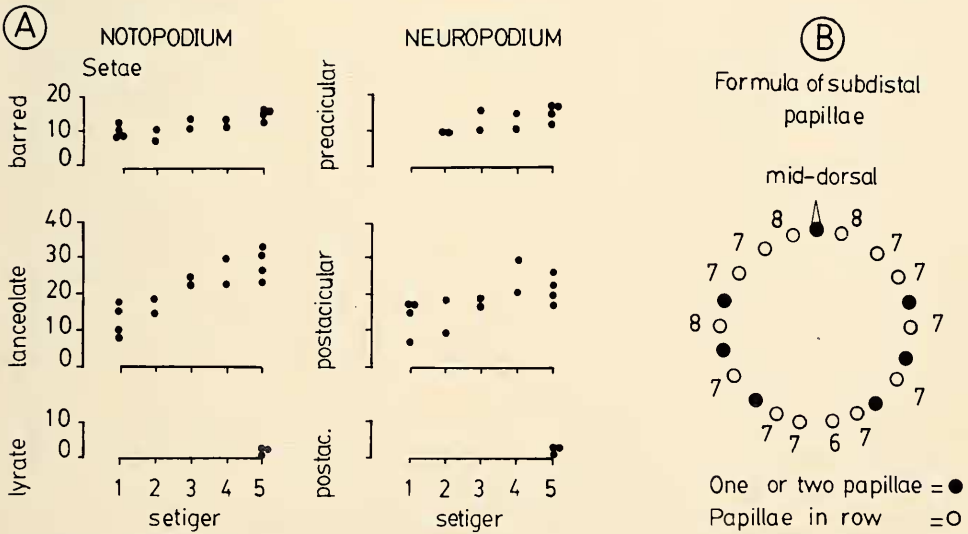 A
NOTOPODIUM
Setae
barred
20
10
0
lanceolate
40
30
20
10
0
lyrate
10
0
1 2 3 4 5
setiger
NEUROPODIUM
preacicular
postacicular
postac.
1 2 3 4 5
setiger
B
Formula of subdistal
papillae
mid-dorsal
8 8
7 7
7 7
8 7
7 7
7 7 6 7
One or two papillae =
Papillae in row =